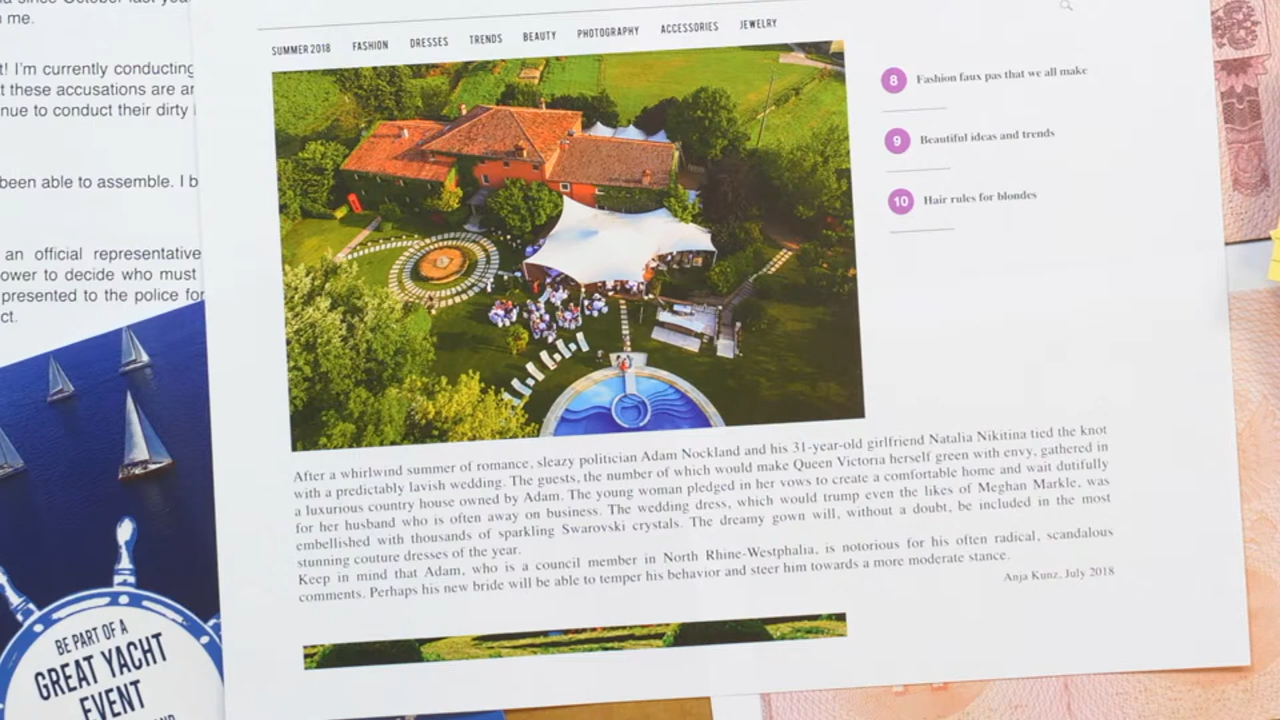 me.
t! I'm currently conducting
t these accusations are
nue to conduct their dirty
been able to assemble. I
an official representative
ower to decide who must
presented to the police for
ct.
SUMMER 2018 FASHION DRESSES TRENDS BEAUTY PHOTOGRAPHY ACCESSORIES JEWELRY
8 Fashion faux pas that we all make
9 Beautiful ideas and trends
10 Hair rules for blondes
After a whirlwind summer of romance, sleazy politician Adam Nockland and his 31-year-old girlfriend Natalia Nikitina tied the knot
with a predictably lavish wedding. The guests, the number of which would make Queen Victoria herself green with envy, gathered in
a luxurious country house owned by Adam. The young woman pledged in her vows to create a comfortable home and wait dutifully
for her husband who is often away on business. The wedding dress, which would trump even the likes of Meghan Markle, was
embellished with thousands of sparkling Swarovski crystals. The dreamy gown will, without a doubt, be included in the most
stunning couture dresses of the year.
Keep in mind that Adam, who is a council member in North Rhine-Westphalia, is notorious for his often radical, scandalous
comments. Perhaps his new bride will be able to temper his behavior and steer him towards a more moderate stance.
Anja Kunz, July 2018
BE PART OF A
GREAT YACHT
EVENT